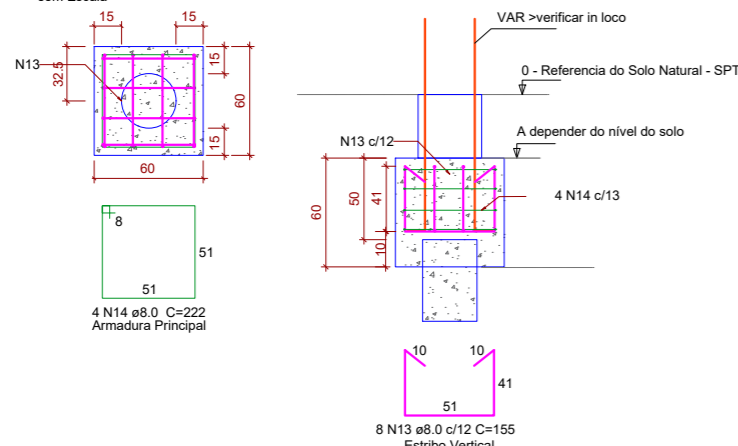 sem Escala
15
15
N13
32.5
15
60
15
60
8
51
51
4 N14 ø8.0 C=222
Armadura Principal
VAR >verificar in loco
0 - Referencia do Solo Natural - SPT
N13 c/12
A depender do nível do solo
60
50
41
4 N14 c/13
10
10
10
41
51
8 N13 ø8.0 c/12 C=155
Estribo Vertical